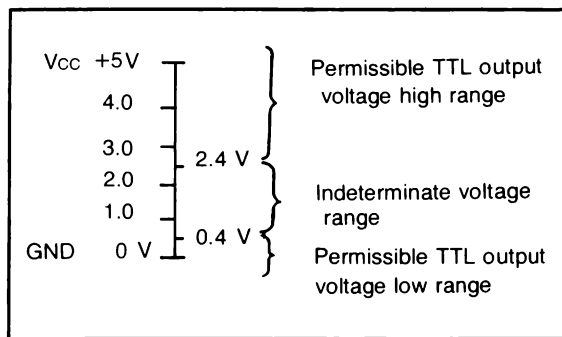 Vcc +5V
4.0
3.0
2.4 V
2.0
1.0
0.4 V
GND 0 V
Permissible TTL output
voltage high range
Indeterminate voltage
range
Permissible TTL output
voltage low range